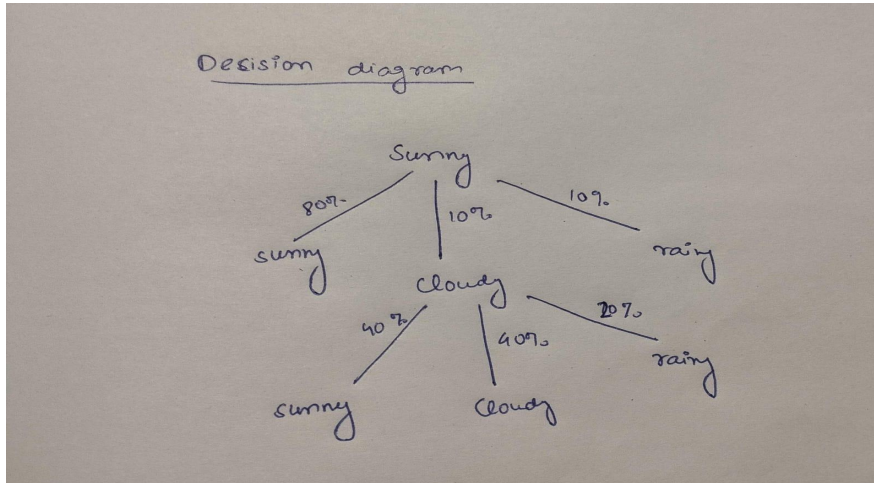 Desision diagram
Sunny
80% 10% 10%
sunny cloudy rainy
40% 40% 20%
sunny cloudy rainy